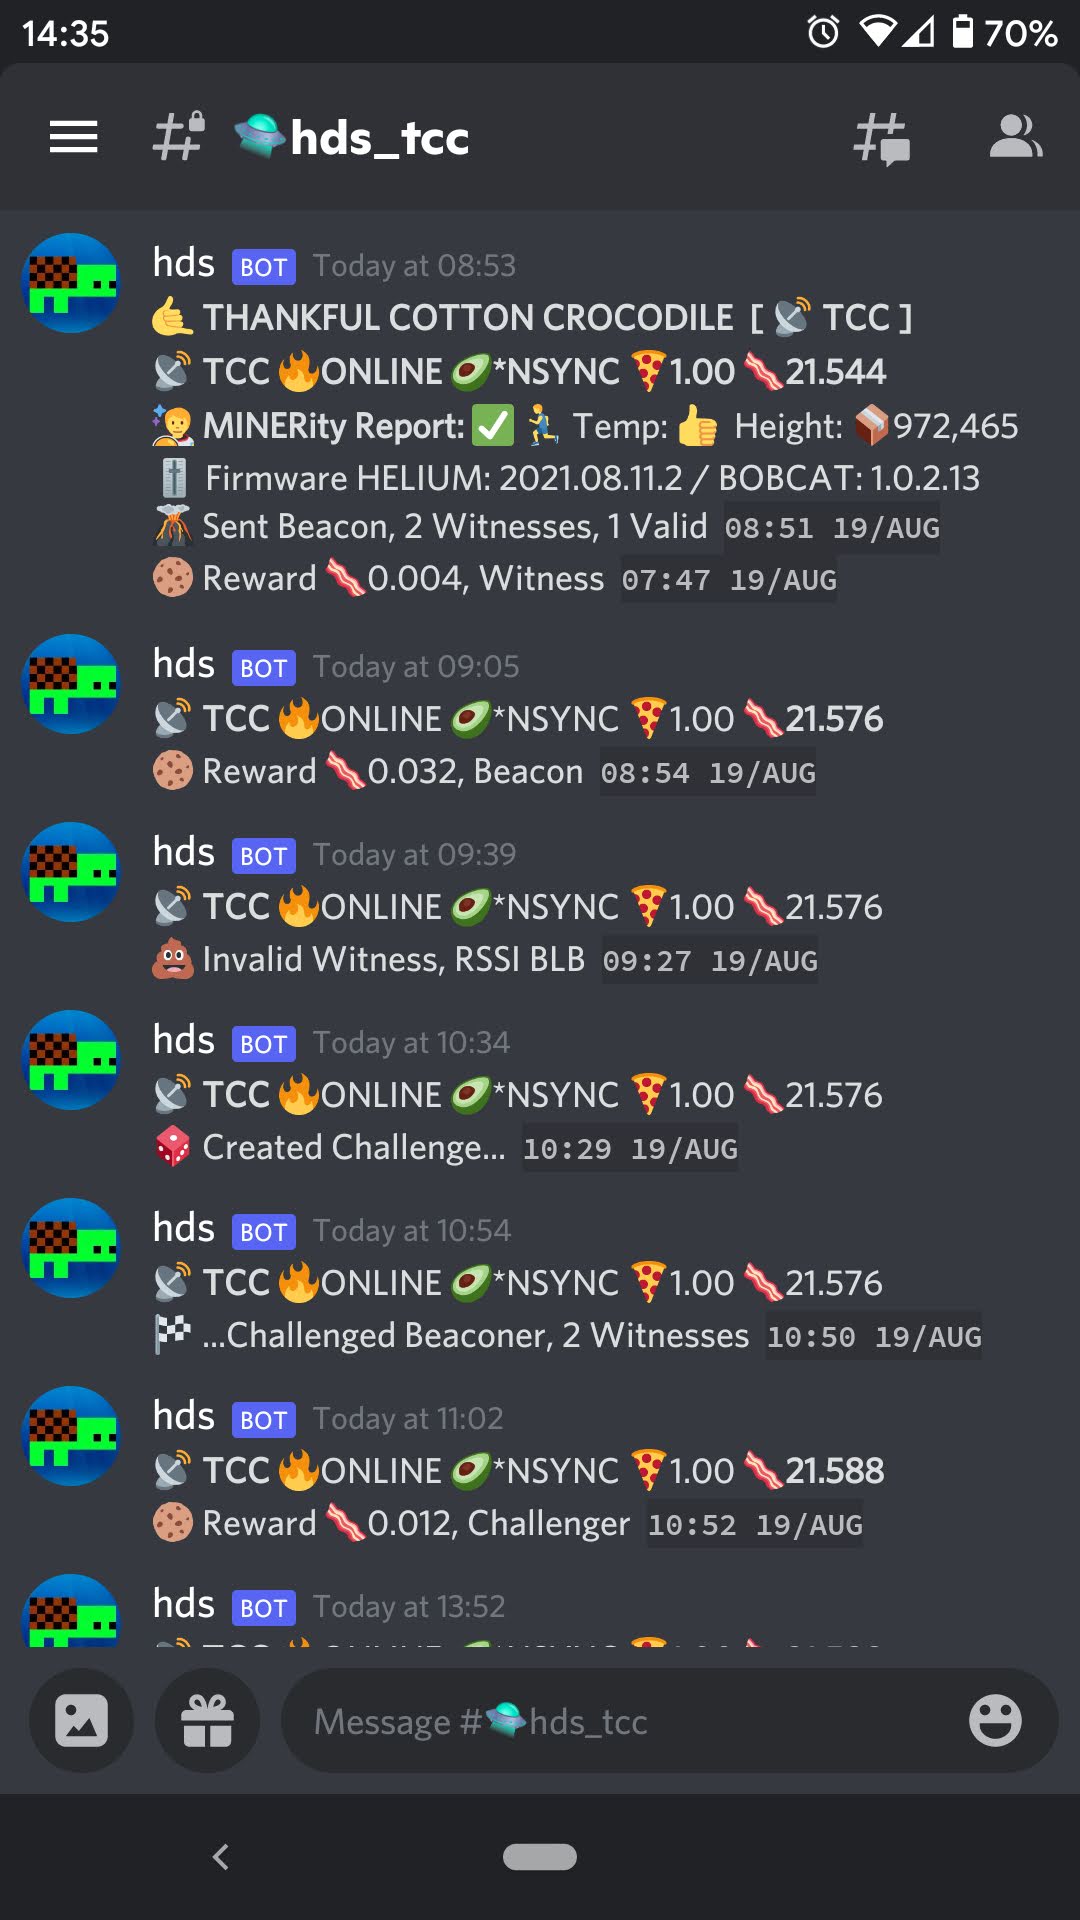 14:35 70%
hds_tcc
hds BOT Today at 08:53
THANKFUL COTTON CROCODILE [ TCC ]
TCC ONLINE *NSYNC 1.00 21.544
MINERity Report: Temp: Height: 972,465
Firmware HELIUM: 2021.08.11.2 / BOBCAT: 1.0.2.13
Sent Beacon, 2 Witnesses, 1 Valid 08:51 19/AUG
Reward 0.004, Witness 07:47 19/AUG
hds BOT Today at 09:05
TCC ONLINE *NSYNC 1.00 21.576
Reward 0.032, Beacon 08:54 19/AUG
hds BOT Today at 09:39
TCC ONLINE *NSYNC 1.00 21.576
Invalid Witness, RSSI BLB 09:27 19/AUG
hds BOT Today at 10:34
TCC ONLINE *NSYNC 1.00 21.576
Created Challenge... 10:29 19/AUG
hds BOT Today at 10:54
TCC ONLINE *NSYNC 1.00 21.576
...Challenged Beaconer, 2 Witnesses 10:50 19/AUG
hds BOT Today at 11:02
TCC ONLINE *NSYNC 1.00 21.588
Reward 0.012, Challenger 10:52 19/AUG
hds BOT Today at 13:52
Message #hds_tcc